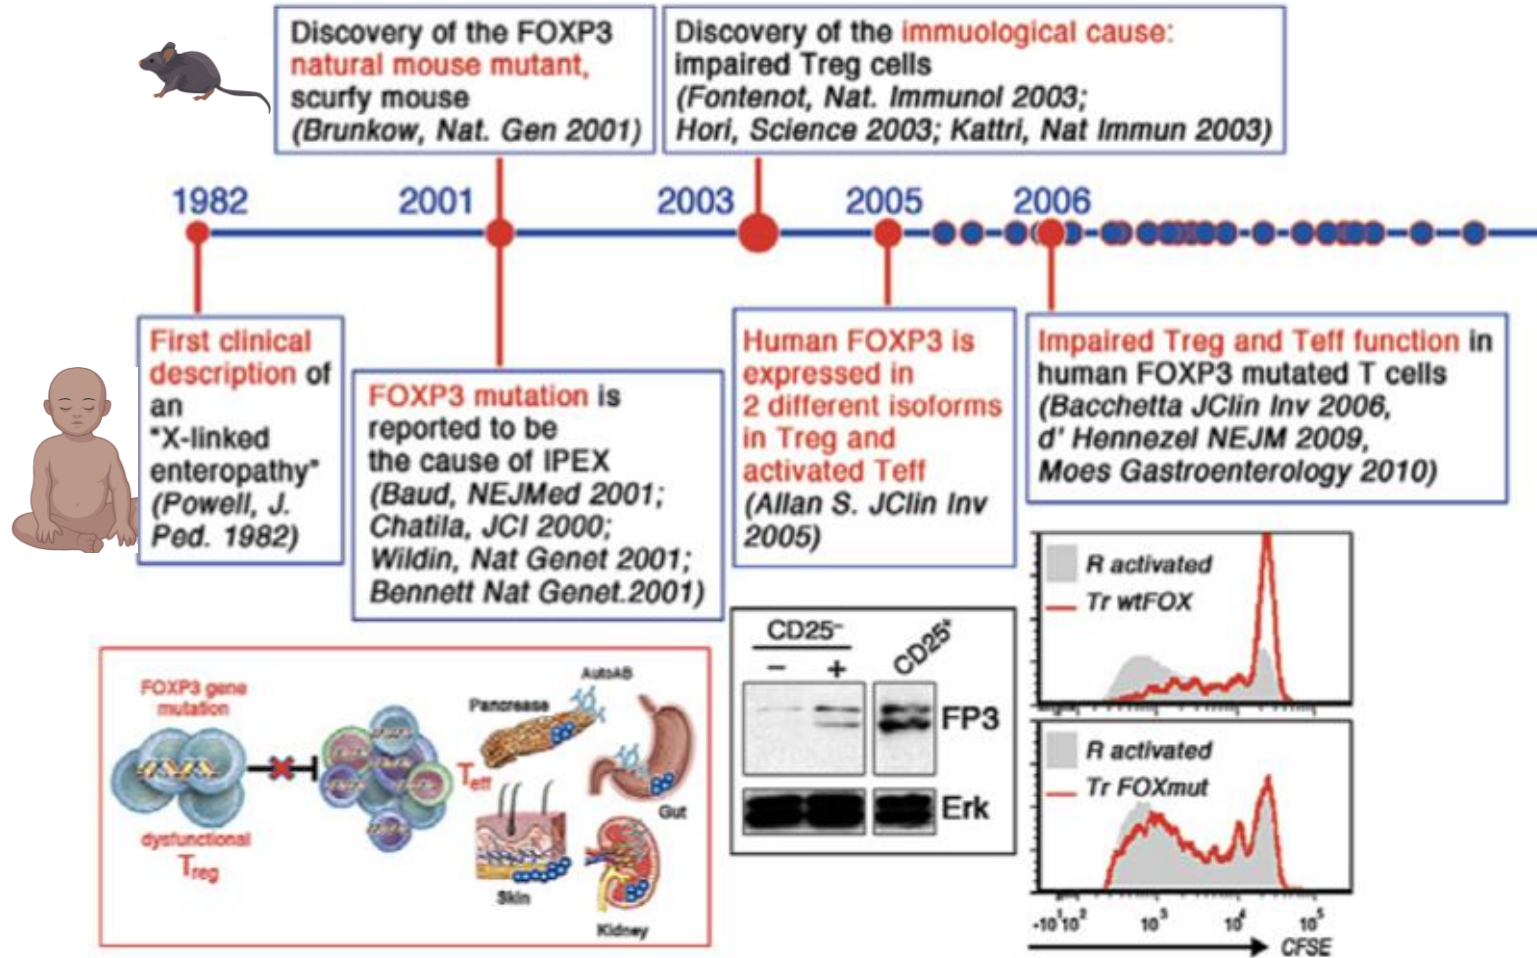 Discovery of the FOXP3
natural mouse mutant,
scurfy mouse
(Brunkow, Nat. Gen 2001)
Discovery of the immuological cause:
impaired Treg cells
(Fontenot, Nat. Immunol 2003;
Hori, Science 2003; Kattri, Nat Immun 2003)
1982
2001
2003
2005
2006
First clinical
description of
an
"X-linked
enteropathy"
(Powell, J.
Ped. 1982)
FOXP3 mutation is
reported to be
the cause of IPEX
(Baud, NEJMed 2001;
Chatila, JCI 2000;
Wildin, Nat Genet 2001;
Bennett Nat Genet.2001)
Human FOXP3 is
expressed in
2 different isoforms
in Treg and
activated Teff
(Allan S. JClin Inv
2005)
Impaired Treg and Teff function in
human FOXP3 mutated T cells
(Bacchetta JClin Inv 2006,
d' Hennezel NEJM 2009,
Moes Gastroenterology 2010)
FOXP3 gene
mutation
dysfunctional
Treg
Teff
Pancrease
AutoAB
Gut
Skin
Kidney
CD25⁻
CD25⁺
− +
FP3
Erk
R activated
Tr wtFOX
R activated
Tr FOXmut
-10¹ 10² 10³ 10⁴ 10⁵
CFSE